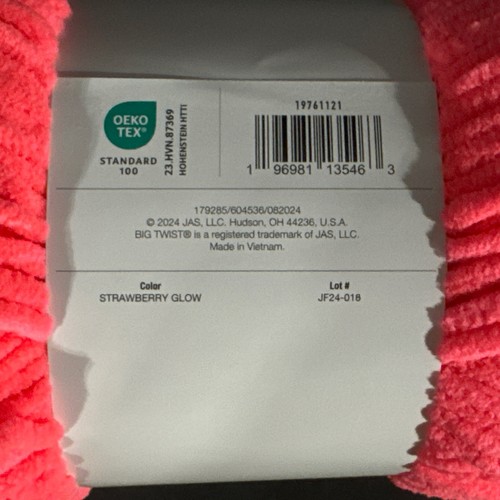 OEKO
TEX®
STANDARD
100
23.HVN.87369
HOHENSTEIN HTTI
19761121
1 96981 13546 3
179285/604536/082024
© 2024 JAS, LLC. Hudson, OH 44236, U.S.A.
BIG TWIST® is a registered trademark of JAS, LLC.
Made in Vietnam.
Color
STRAWBERRY GLOW
Lot #
JF24-018